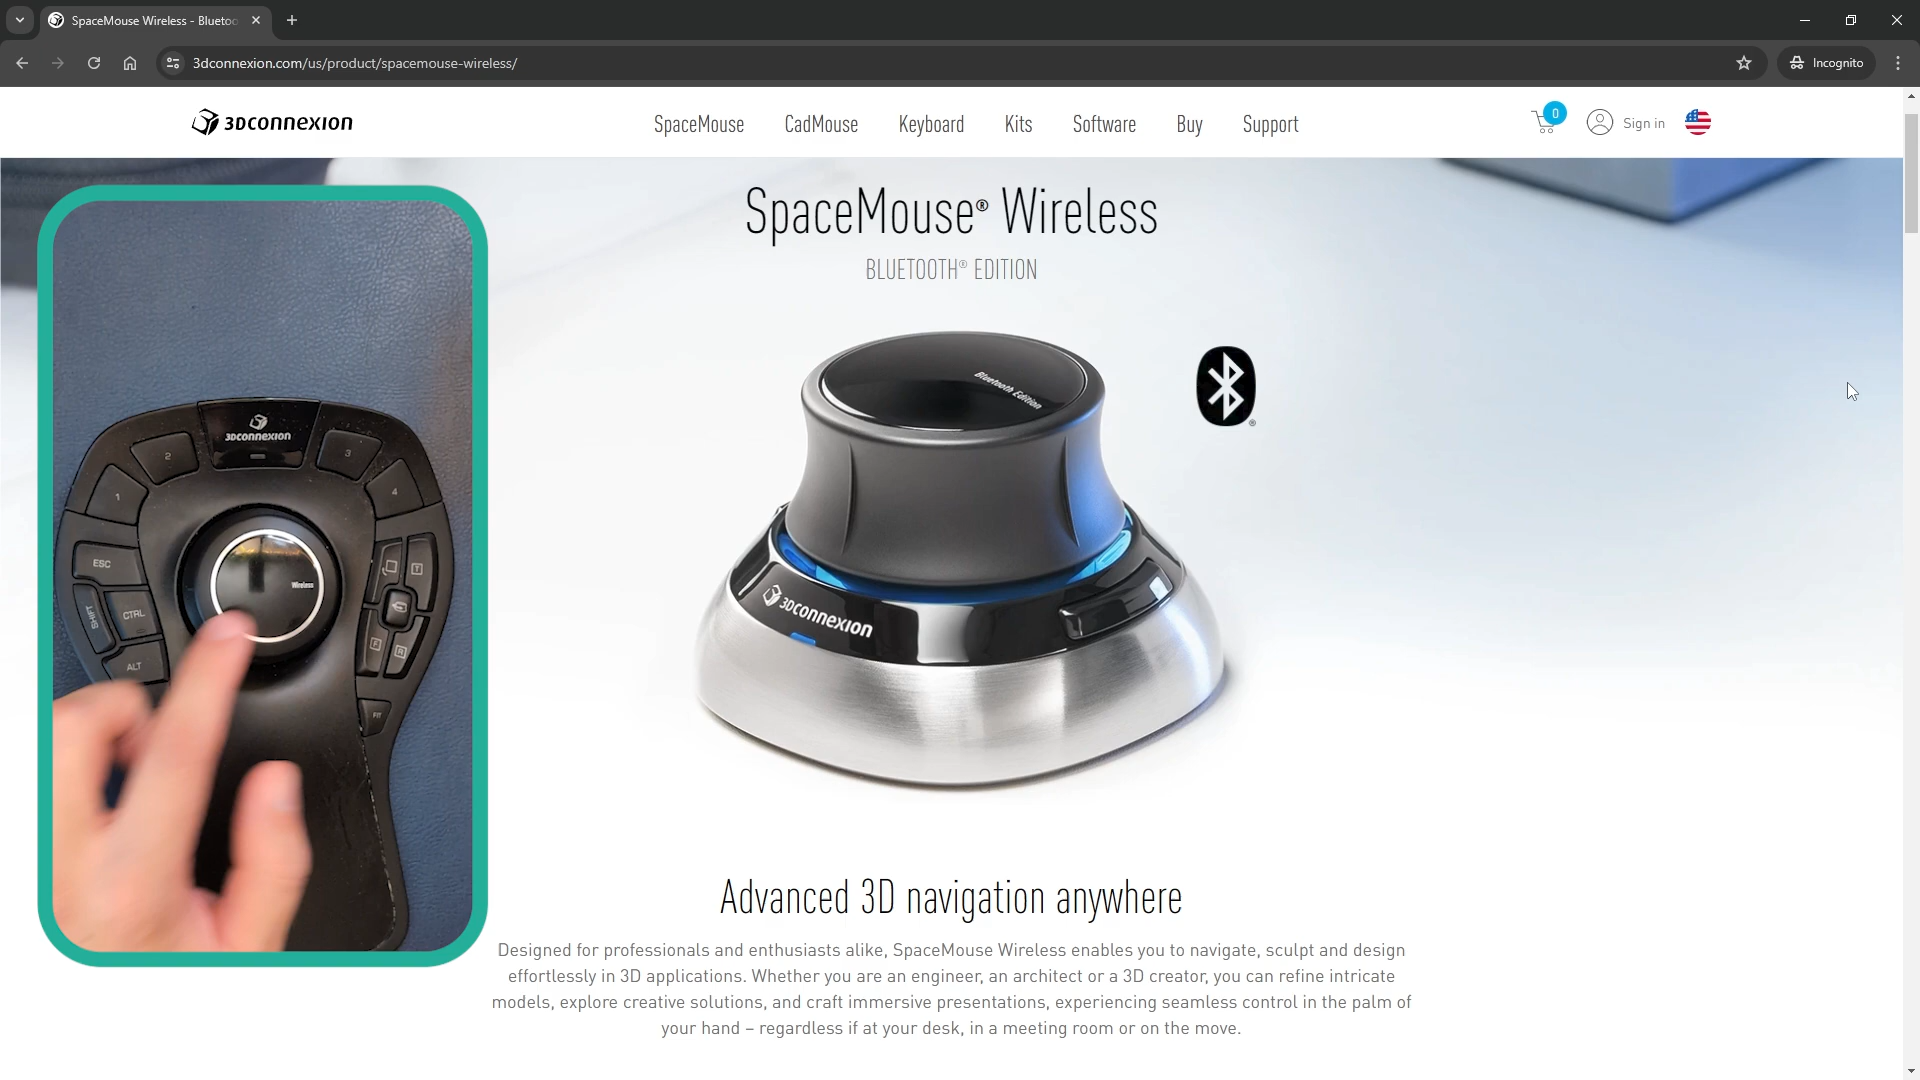 SpaceMouse Wireless - Bluetoo
3dconnexion.com/us/product/spacemouse-wireless/
Incognito
3DCONNEXION
SpaceMouse
CadMouse
Keyboard
Kits
Software
Buy
Support
0
Sign in
SpaceMouse® Wireless
BLUETOOTH® EDITION
Bluetooth Edition
3DCONNEXION
3DCONNEXION
1
2
3
4
ESC
SHIFT
CTRL
ALT
Wireless
T
F
R
FIT
Advanced 3D navigation anywhere
Designed for professionals and enthusiasts alike, SpaceMouse Wireless enables you to navigate, sculpt and design
effortlessly in 3D applications. Whether you are an engineer, an architect or a 3D creator, you can refine intricate
models, explore creative solutions, and craft immersive presentations, experiencing seamless control in the palm of
your hand – regardless if at your desk, in a meeting room or on the move.